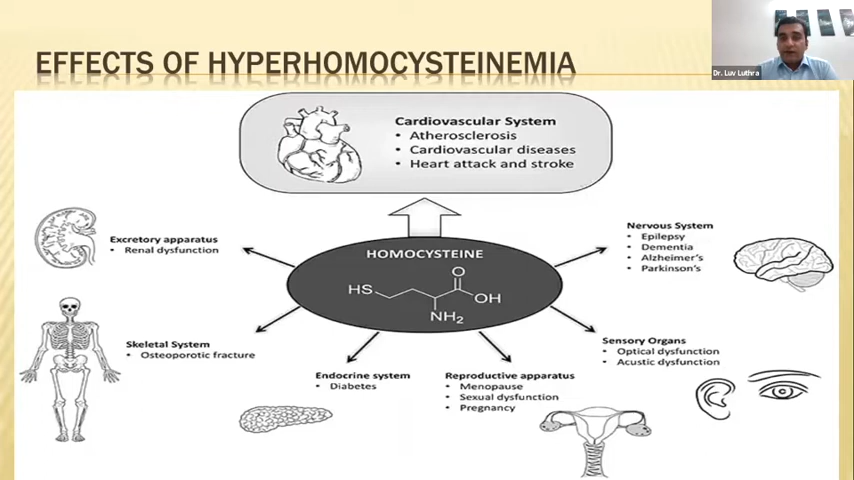 Dr. Luv Luthra
EFFECTS OF HYPERHOMOCYSTEINEMIA
Cardiovascular System
• Atherosclerosis
• Cardiovascular diseases
• Heart attack and stroke
Excretory apparatus
• Renal dysfunction
HOMOCYSTEINE
O
HS
OH
NH2
Nervous System
• Epilepsy
• Dementia
• Alzheimer's
• Parkinson's
Skeletal System
• Osteoporotic fracture
Sensory Organs
• Optical dysfunction
• Acustic dysfunction
Endocrine system
• Diabetes
Reproductive apparatus
• Menopause
• Sexual dysfunction
• Pregnancy